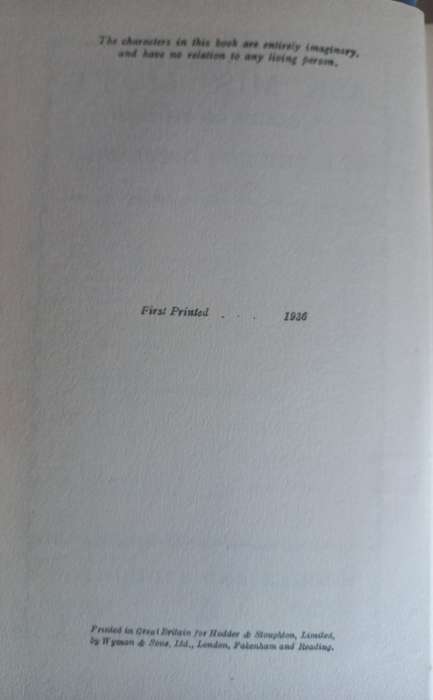 The characters in this book are entirely imaginary,
and have no relation to any living person.
First Printed . . . 1936
Printed in Great Britain for Hodder & Stoughton, Limited,
by Wyman & Sons, Ltd., London, Fakenham and Reading.